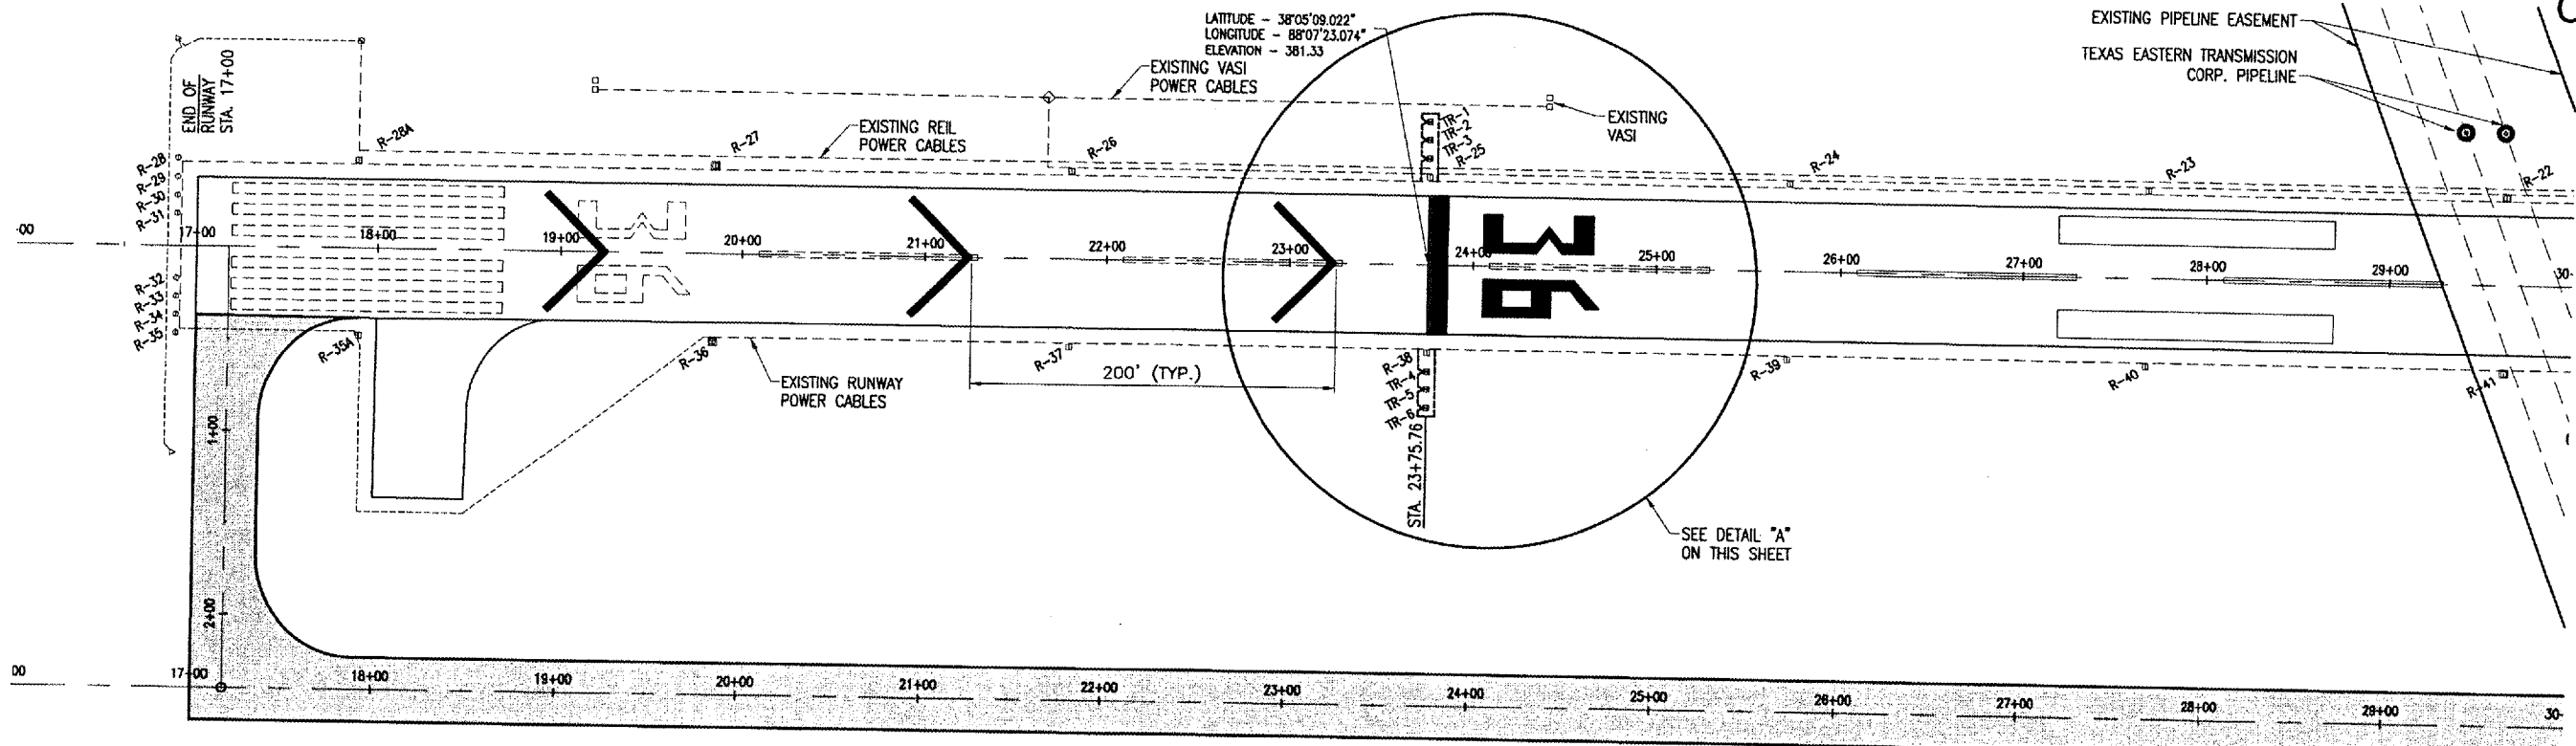 LATITUDE - 38°05'09.022"
LONGITUDE - 88°07'23.074"
ELEVATION - 381.33
EXISTING PIPELINE EASEMENT
TEXAS EASTERN TRANSMISSION
CORP. PIPELINE
END OF
RUNWAY
STA. 17+00
EXISTING VASI
POWER CABLES
EXISTING REIL
POWER CABLES
EXISTING
VASI
TR-1
TR-2
TR-3
R-25
R-28
R-29
R-30
R-31
R-28A
R-27
R-26
R-24
R-23
R-22
-00
17+00
18+00
19+00
20+00
21+00
22+00
23+00
24+00
25+00
26+00
27+00
28+00
29+00
30-
36
36
R-32
R-33
R-34
R-35
R-35A
R-36
R-37
R-38
TR-4
TR-5
TR-6
R-39
R-40
R-41
EXISTING RUNWAY
POWER CABLES
200' (TYP.)
STA. 23+75.76
SEE DETAIL "A"
ON THIS SHEET
1+00
2+00
00
17+00
18+00
19+00
20+00
21+00
22+00
23+00
24+00
25+00
26+00
27+00
28+00
29+00
30-